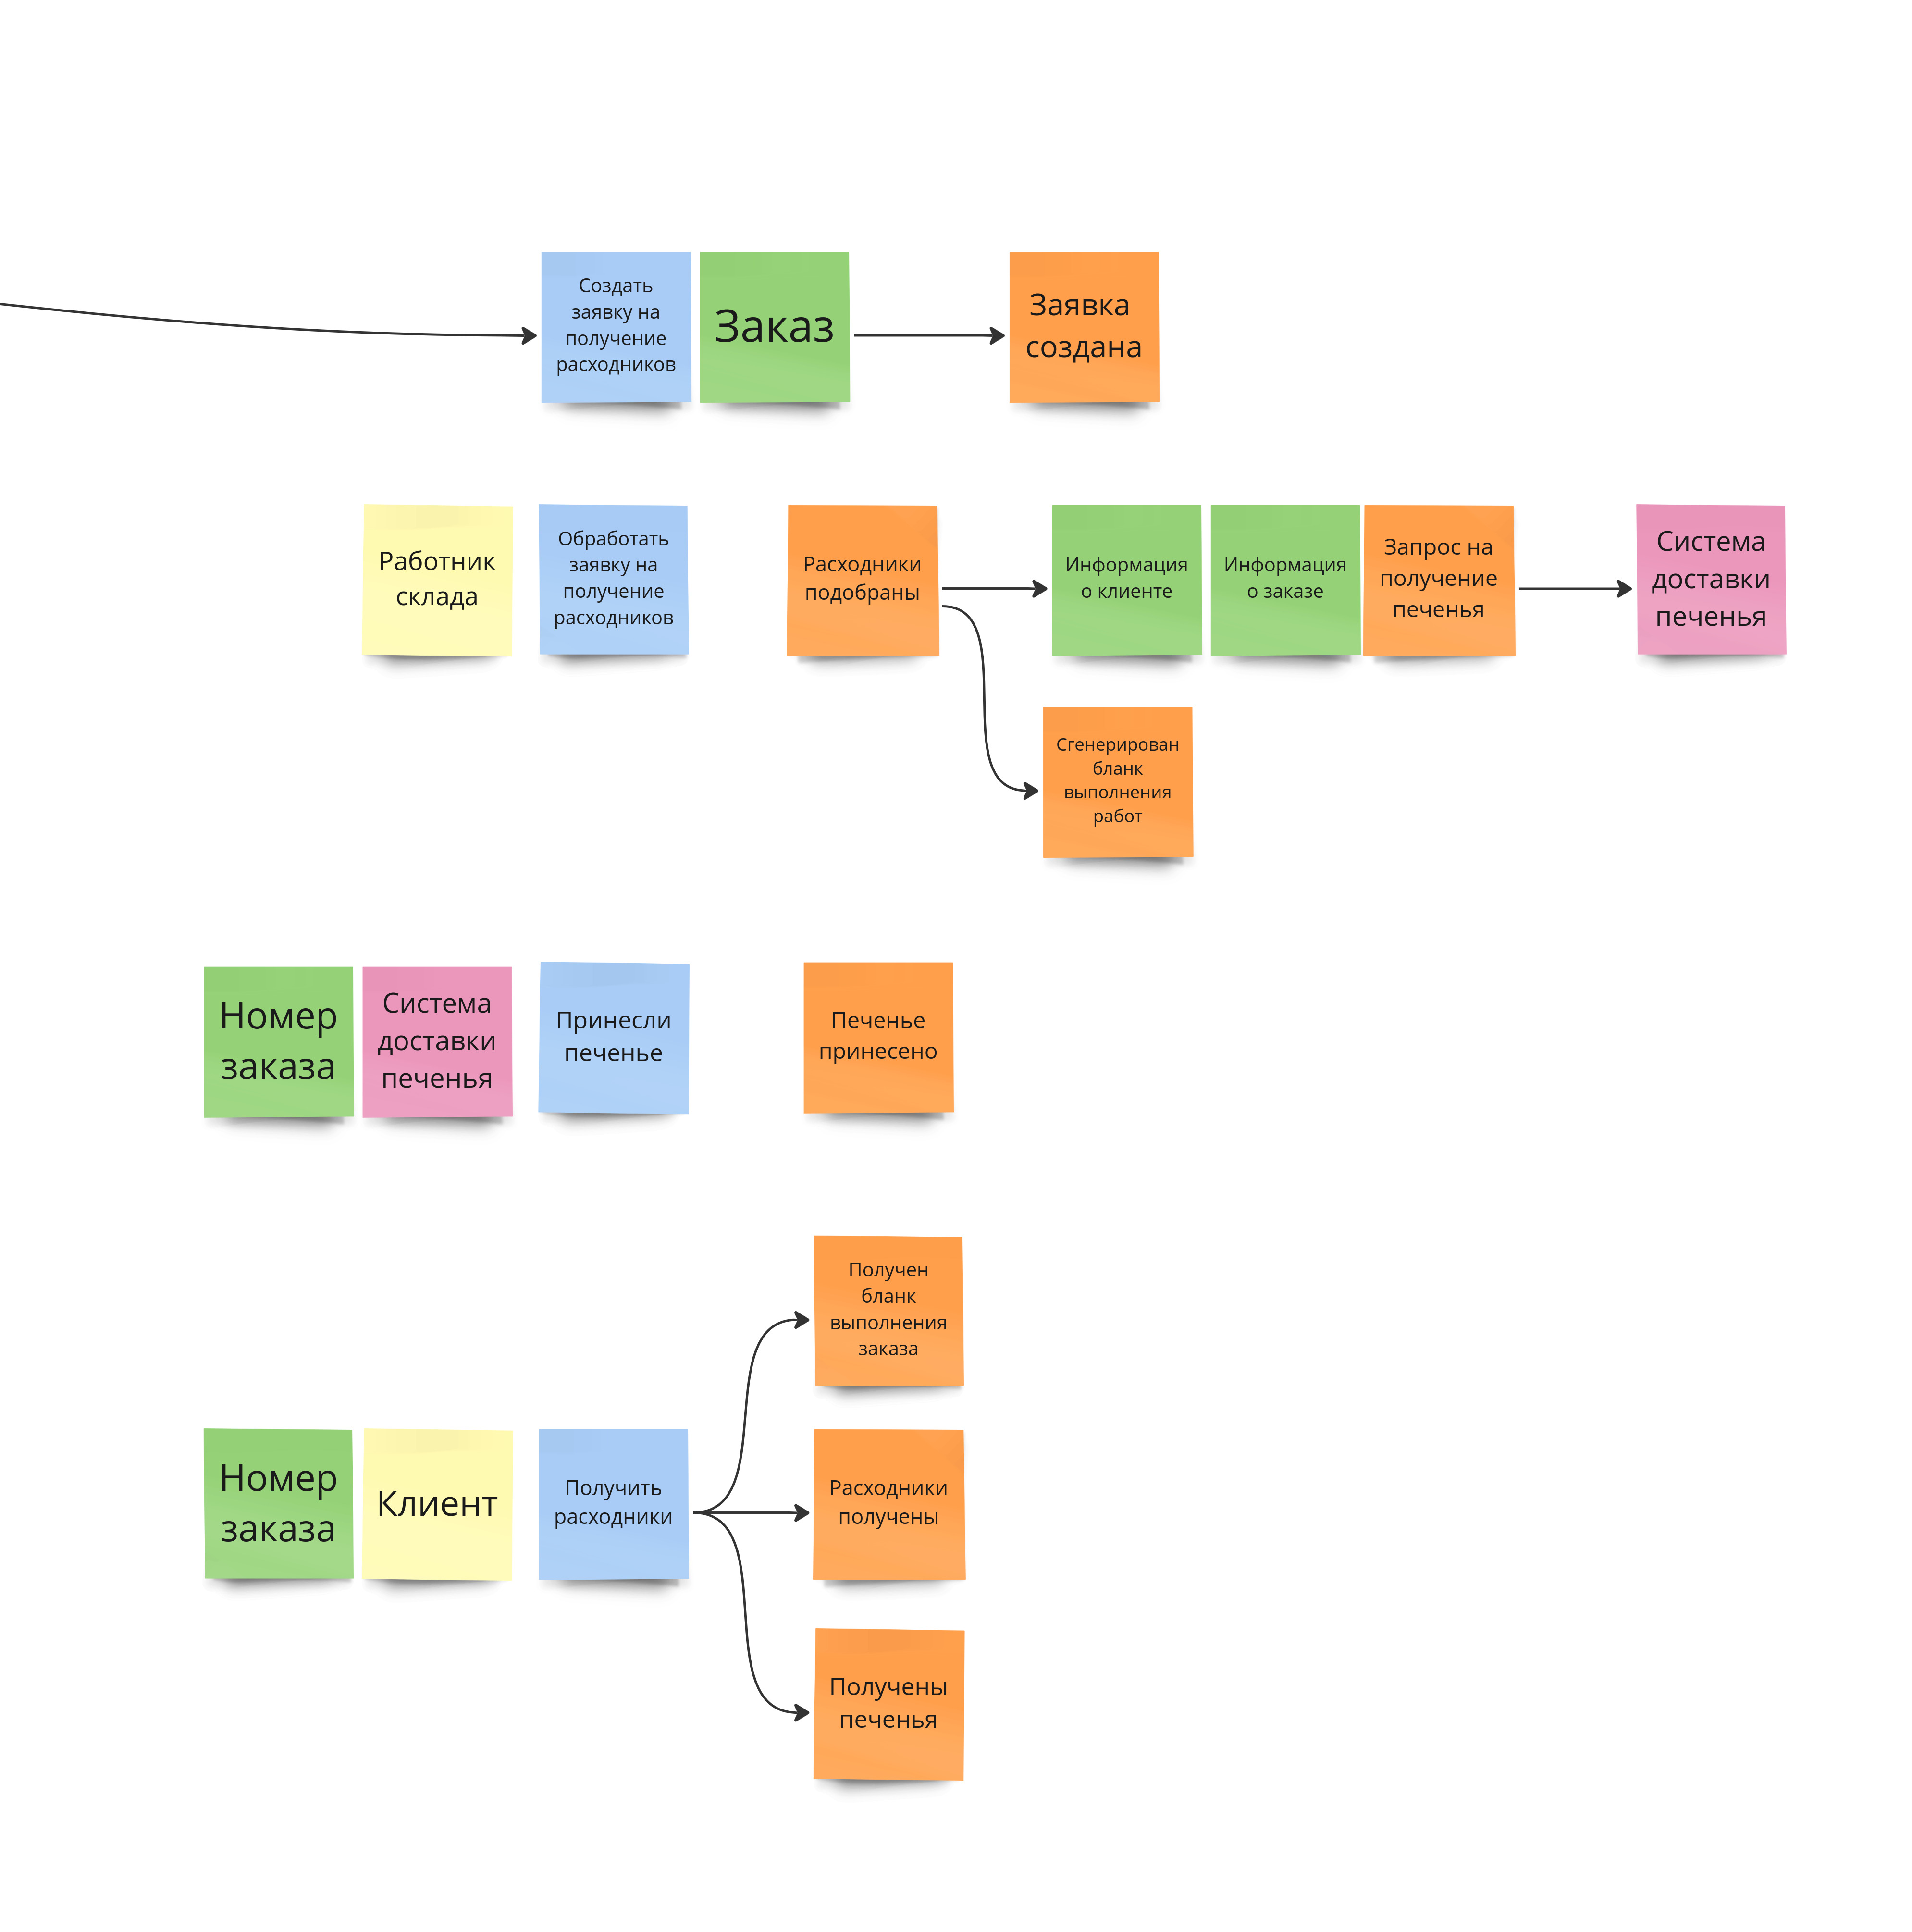 Создать
заявку на
получение
расходников
Заказ
Заявка
создана
Работник
склада
Обработать
заявку на
получение
расходников
Расходники
подобраны
Информация
о клиенте
Информация
о заказе
Запрос на
получение
печенья
Система
доставки
печенья
Сгенерирован
бланк
выполнения
работ
Номер
заказа
Система
доставки
печенья
Принесли
печенье
Печенье
принесено
Получен
бланк
выполнения
заказа
Номер
заказа
Клиент
Получить
расходники
Расходники
получены
Получены
печенья